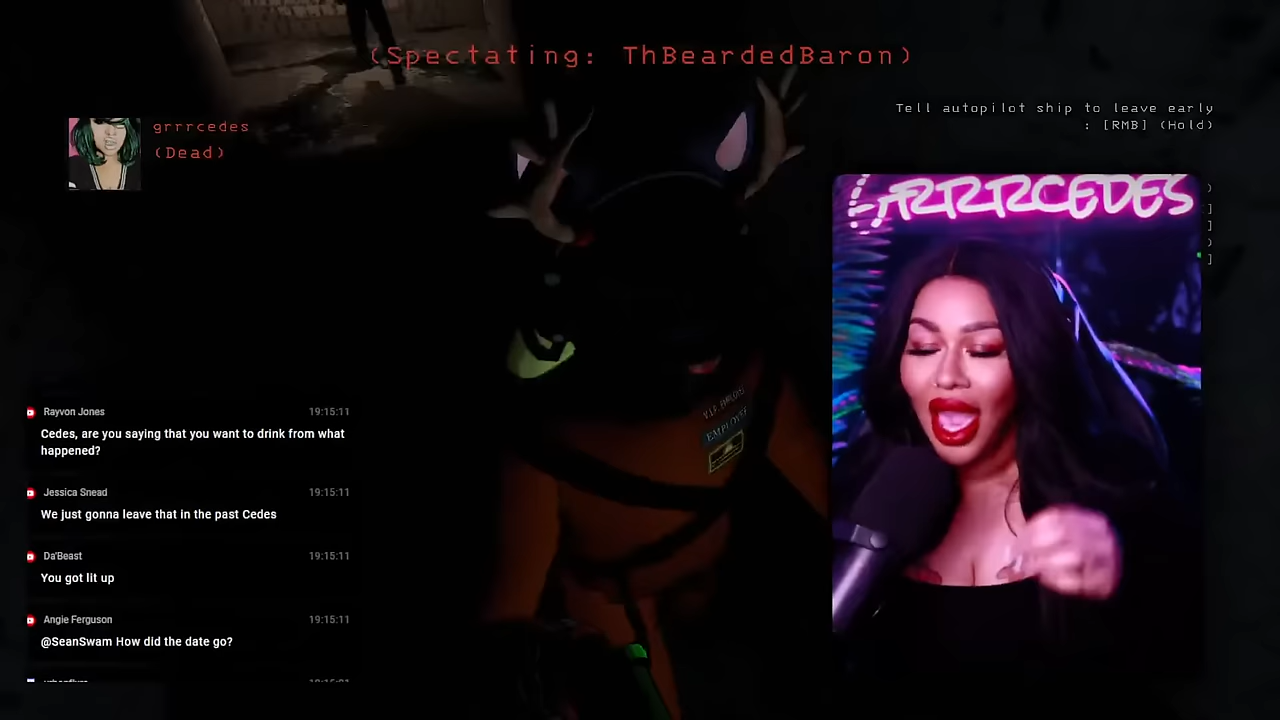 (Spectating: ThBeardedBaron)
Tell autopilot ship to leave early
: [RMB] (Hold)
grrrcedes
(Dead)
GRRRCEDES
)
]
]
)
]
EMPLOYEE
Rayvon Jones 19:15:11
Cedes, are you saying that you want to drink from what
happened?
Jessica Snead 19:15:11
We just gonna leave that in the past Cedes
Da'Beast 19:15:11
You got lit up
Angie Ferguson 19:15:11
@SeanSwam How did the date go?